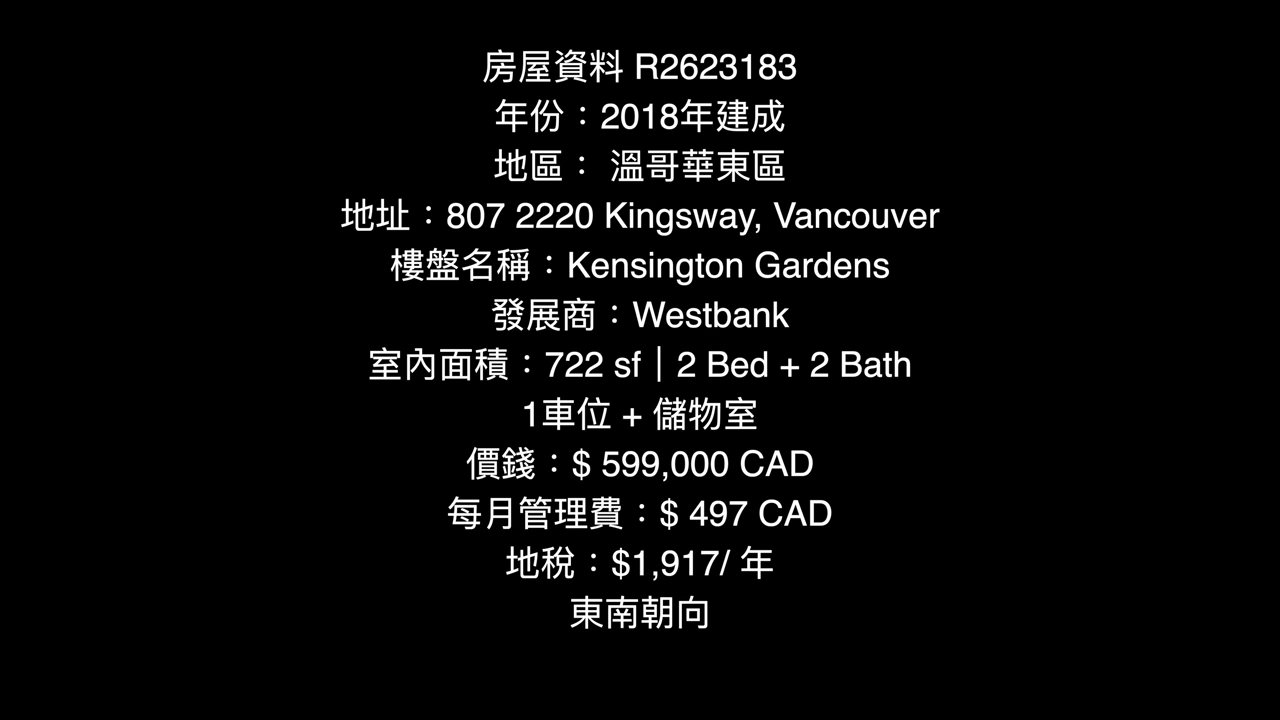 房屋資料 R2623183
年份：2018年建成
地區： 溫哥華東區
地址：807 2220 Kingsway, Vancouver
樓盤名稱：Kensington Gardens
發展商：Westbank
室內面積：722 sf｜2 Bed + 2 Bath
1車位 + 儲物室
價錢：$ 599,000 CAD
每月管理費：$ 497 CAD
地稅：$1,917/ 年
東南朝向